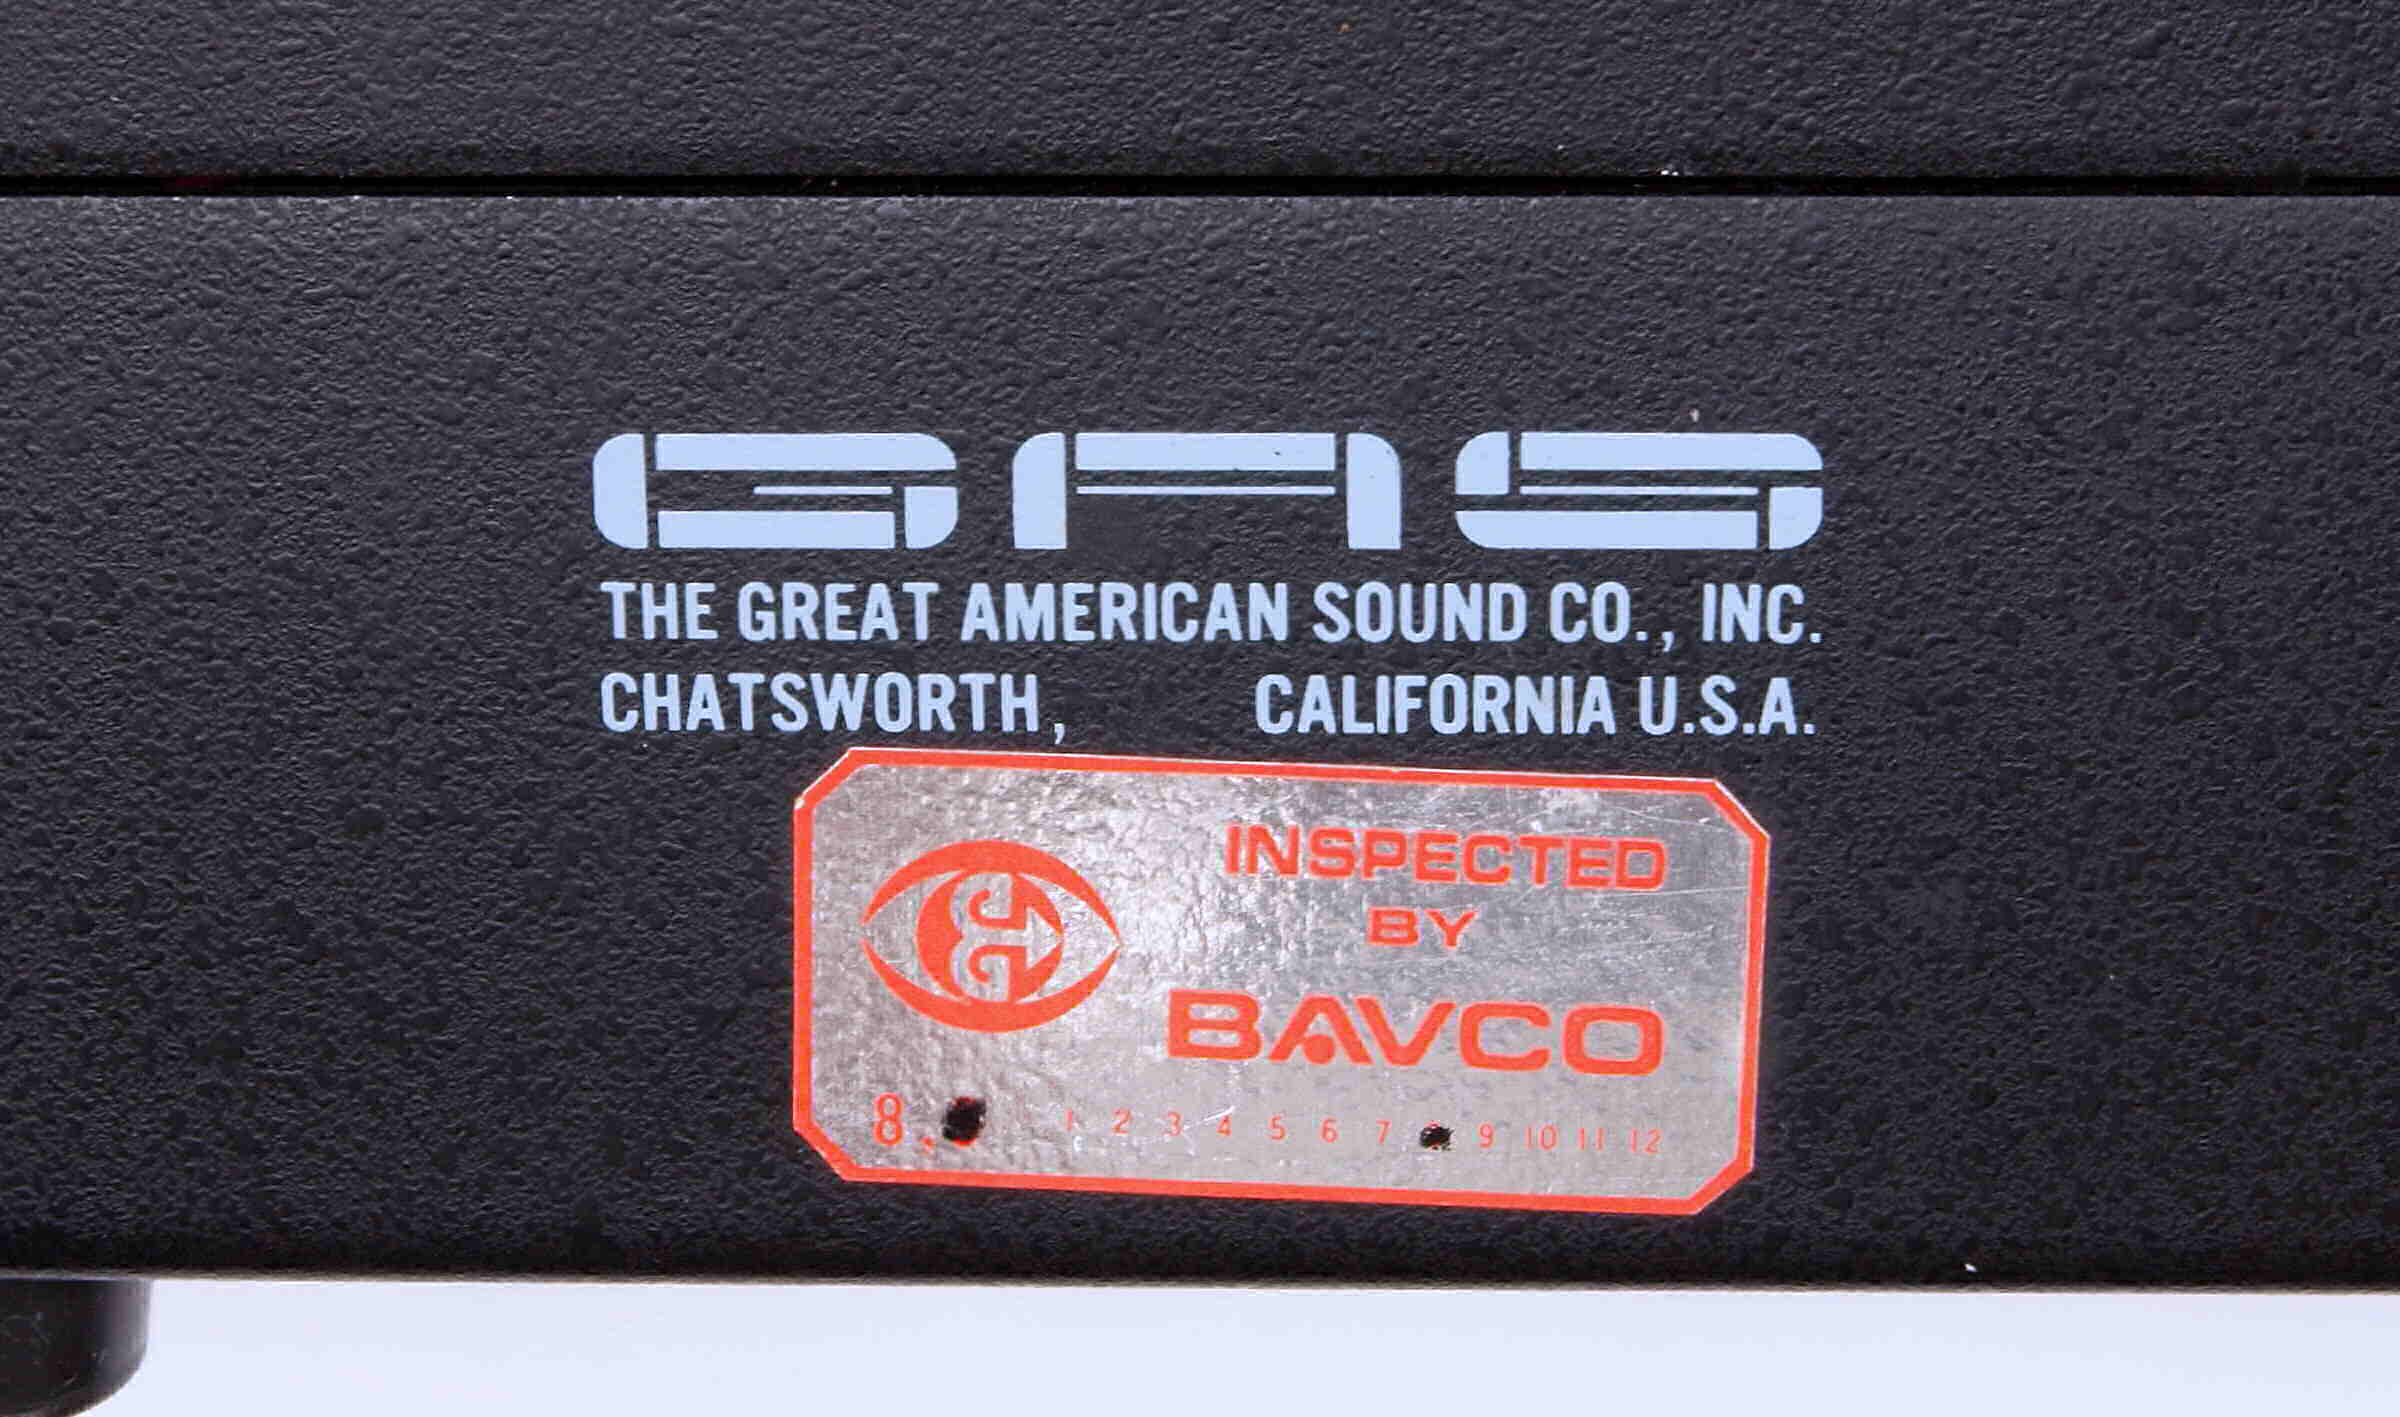 GAS
THE GREAT AMERICAN SOUND CO., INC.
CHATSWORTH, CALIFORNIA U.S.A.
INSPECTED
BY
BAVCO
8, 1 2 3 4 5 6 7 9 10 11 12